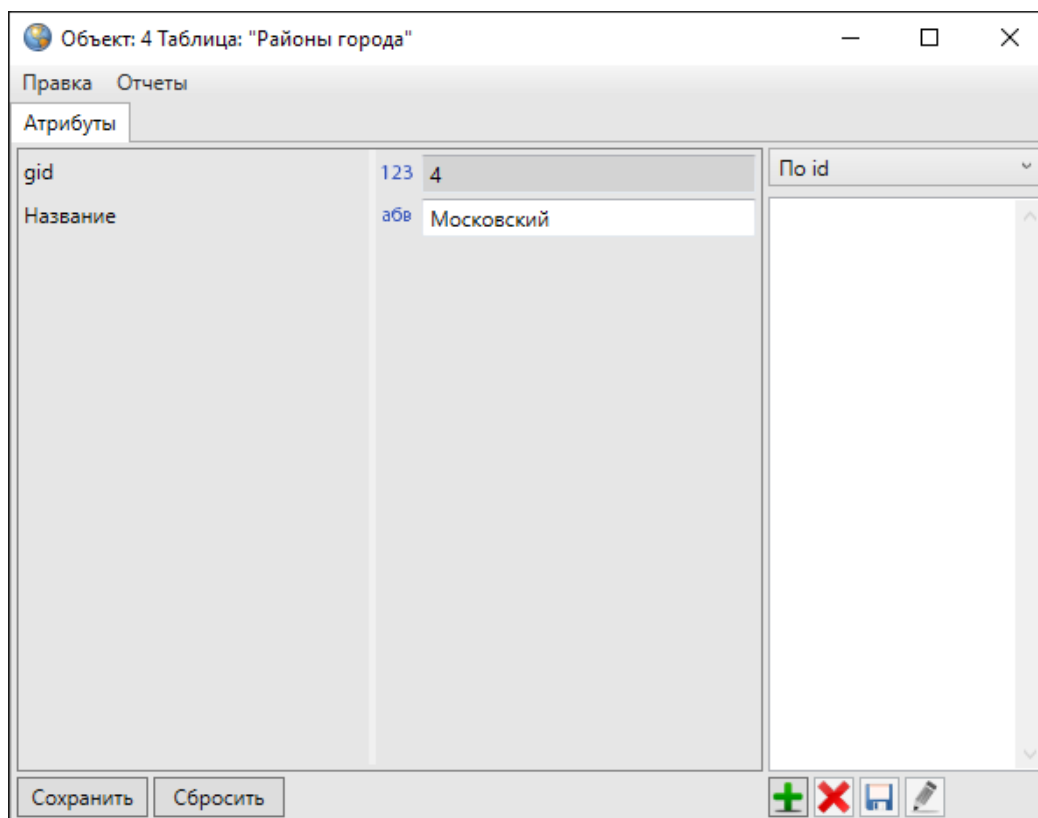 Объект: 4 Таблица: "Районы города"
Правка Отчеты
Атрибуты
gid 123 4 По id
Название абв Московский
Сохранить Сбросить